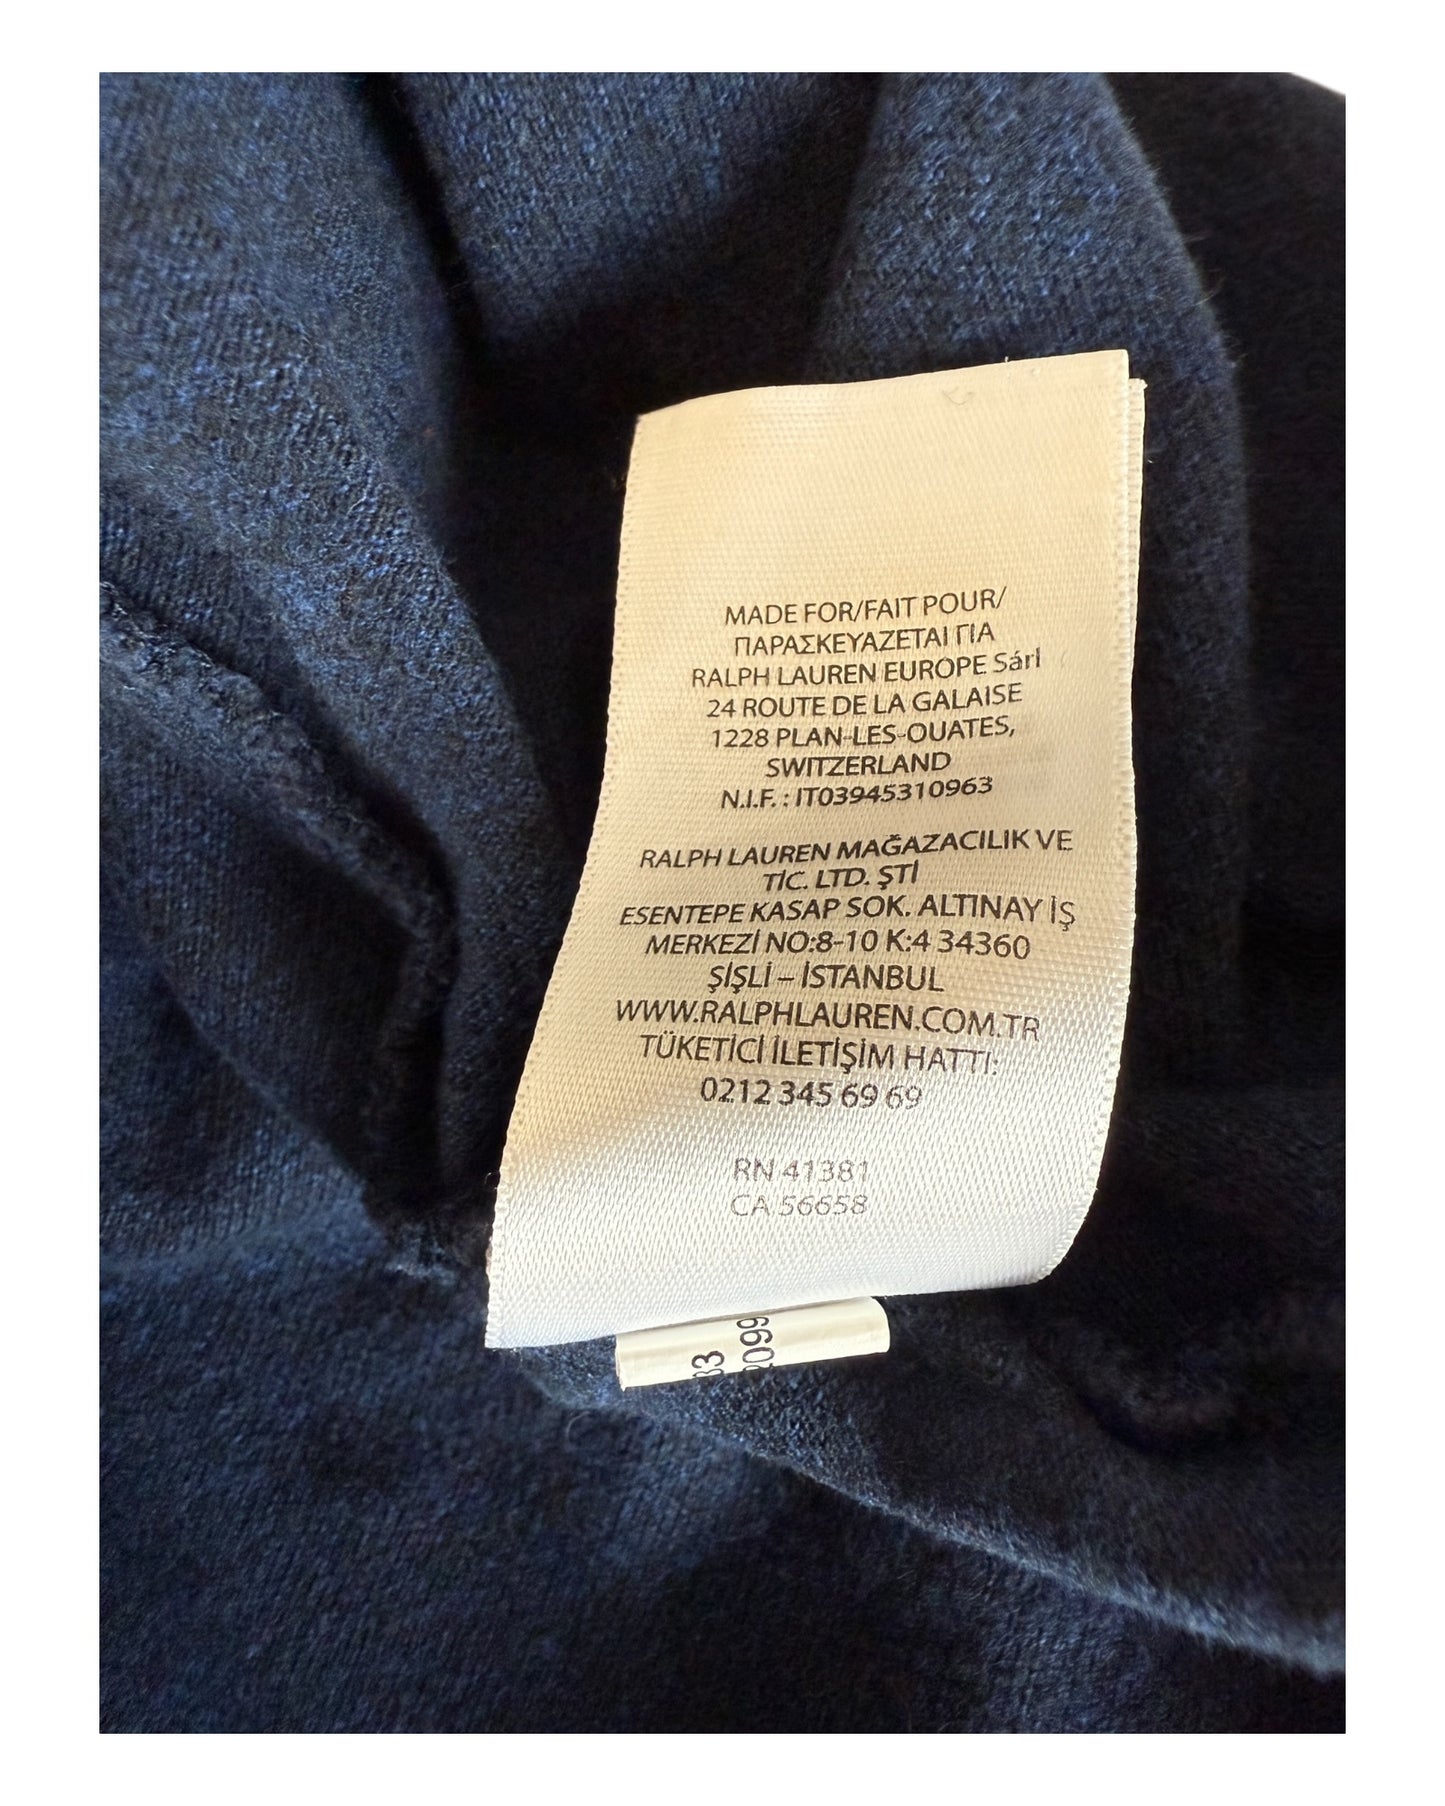 MADE FOR/FAIT POUR/
ΠΑΡΑΣΚΕΥΑΖΕΤΑΙ ΓΙΑ
RALPH LAUREN EUROPE Sárl
24 ROUTE DE LA GALAISE
1228 PLAN-LES-OUATES,
SWITZERLAND
N.I.F. : IT03945310963
RALPH LAUREN MAĞAZACILIK VE
TİC. LTD. ŞTİ
ESENTEPE KASAP SOK. ALTINAY İŞ
MERKEZİ NO:8-10 K:4 34360
ŞİŞLİ – İSTANBUL
WWW.RALPHLAUREN.COM.TR
TÜKETİCİ İLETİŞİM HATTI:
0212 345 69 69
RN 41381
CA 56658